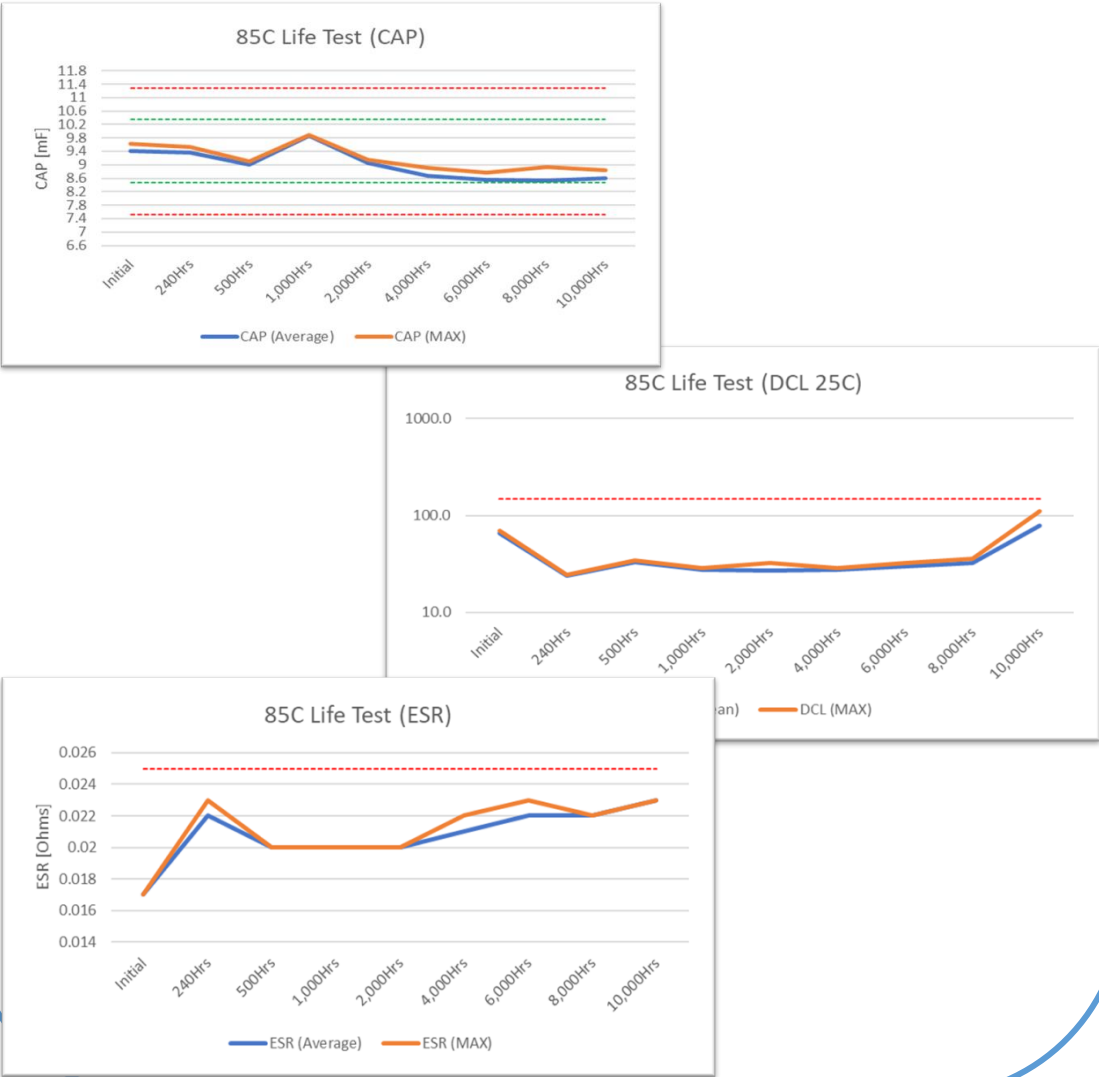 85C Life Test (CAP)
CAP [mF]
11.8
11.4
11
10.6
10.2
9.8
9.4
9
8.6
8.2
7.8
7.4
7
6.6
Initial
240Hrs
500Hrs
1,000Hrs
2,000Hrs
4,000Hrs
6,000Hrs
8,000Hrs
10,000Hrs
CAP (Average)
CAP (MAX)
85C Life Test (DCL 25C)
1000.0
100.0
10.0
Initial
240Hrs
500Hrs
1,000Hrs
2,000Hrs
4,000Hrs
6,000Hrs
8,000Hrs
10,000Hrs
an)
DCL (MAX)
85C Life Test (ESR)
ESR [Ohms]
0.026
0.024
0.022
0.02
0.018
0.016
0.014
Initial
240Hrs
500Hrs
1,000Hrs
2,000Hrs
4,000Hrs
6,000Hrs
8,000Hrs
10,000Hrs
ESR (Average)
ESR (MAX)